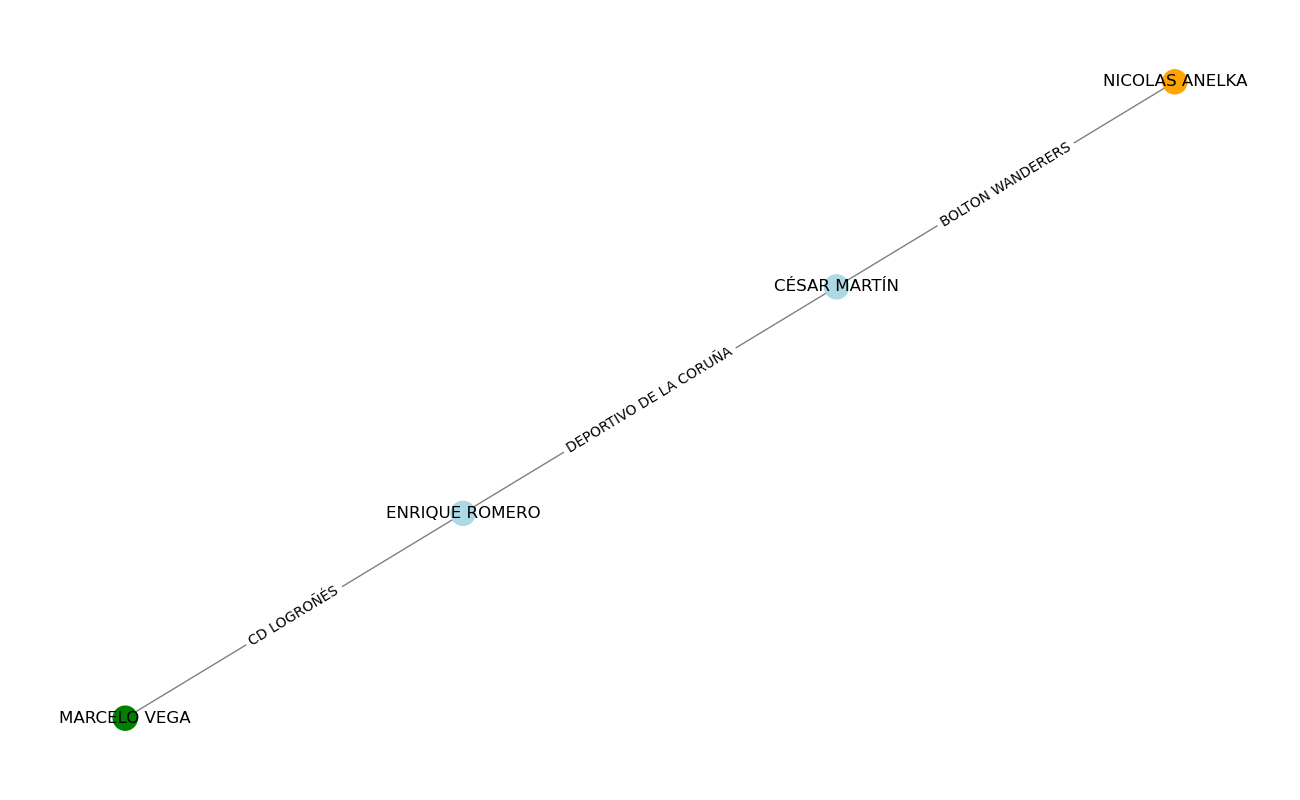 NICOLAS ANELKA
BOLTON WANDERERS
CÉSAR MARTÍN
DEPORTIVO DE LA CORUÑA
ENRIQUE ROMERO
CD LOGROÑÉS
MARCELO VEGA